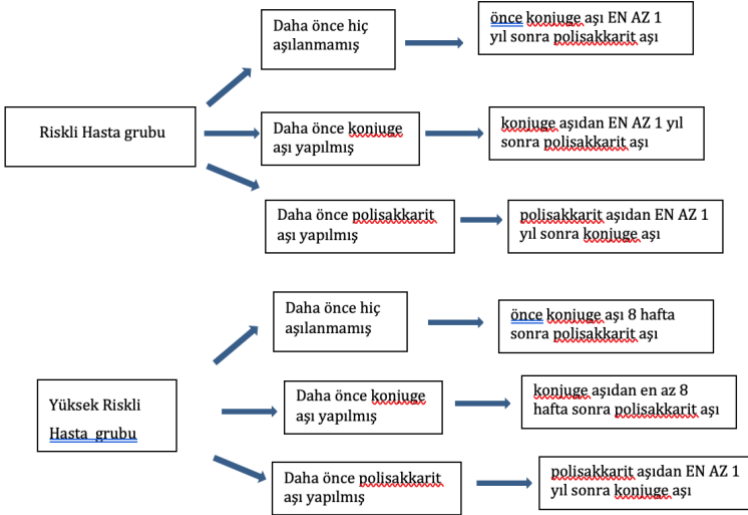 Riskli Hasta grubu
Daha önce hiç
aşılanmamış
önce konjuge aşı EN AZ 1
yıl sonra polisakkarit aşı
Daha önce konjuge
aşı yapılmış
konjuge aşıdan EN AZ 1 yıl
sonra polisakkarit aşı
Daha önce polisakkarit
aşı yapılmış
polisakkarit aşıdan EN AZ 1
yıl sonra konjuge aşı
Yüksek Riskli
Hasta grubu
Daha önce hiç
aşılanmamış
önce konjuge aşı 8 hafta
sonra polisakkarit aşı
Daha önce konjuge
aşı yapılmış
konjuge aşıdan en az 8
hafta sonra polisakkarit aşı
Daha önce polisakkarit
aşı yapılmış
polisakkarit aşıdan EN AZ 1
yıl sonra konjuge aşı